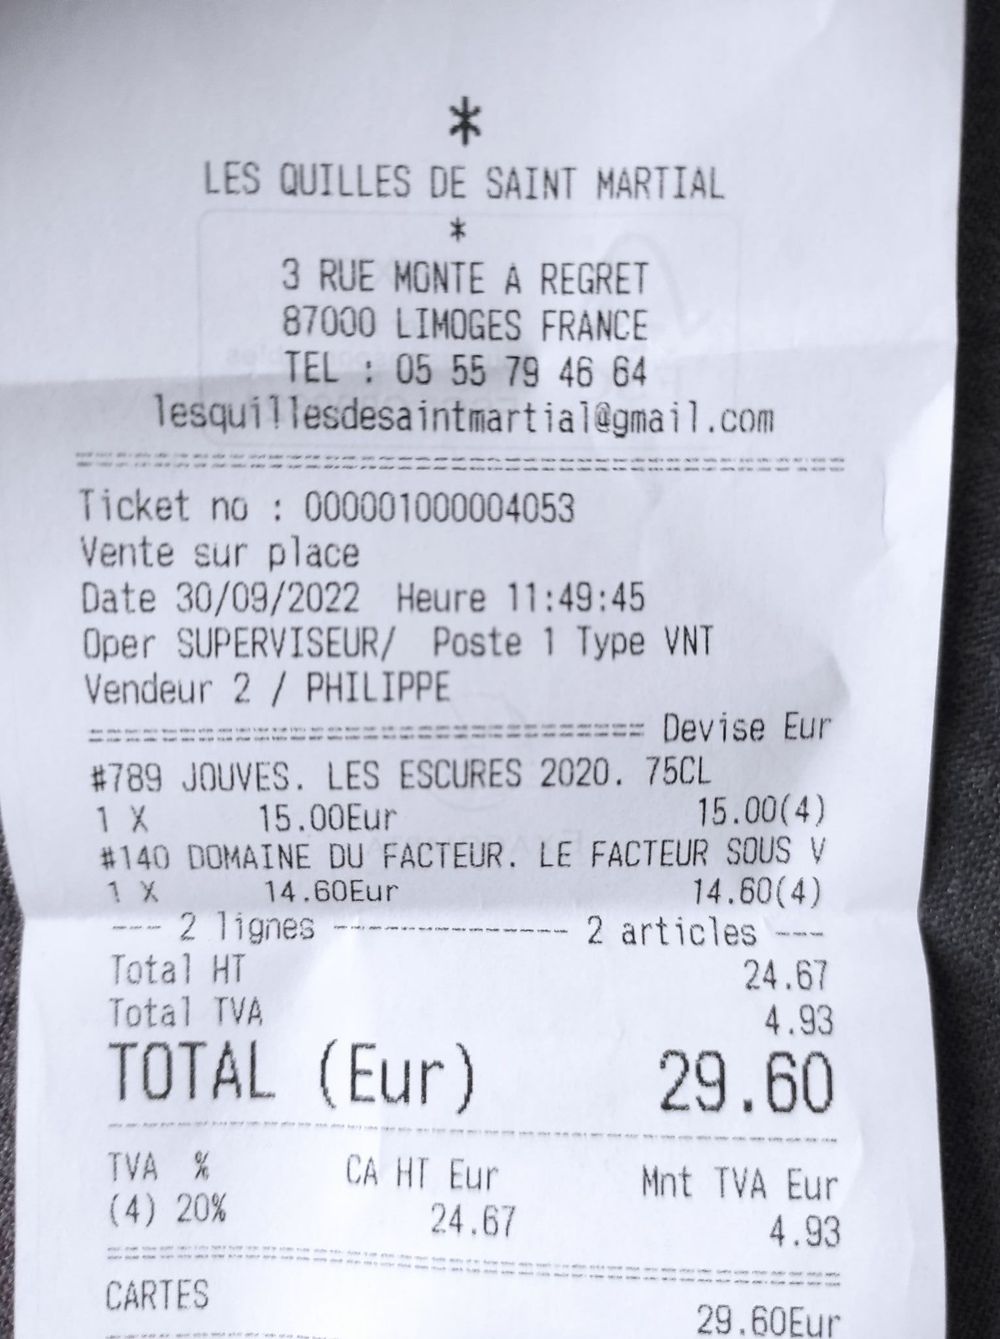 *
LES QUILLES DE SAINT MARTIAL
*
3 RUE MONTE A REGRET
87000 LIMOGES FRANCE
TEL : 05 55 79 46 64
lesquillesdesaintmartial@gmail.com
Ticket no : 000001000004053
Vente sur place
Date 30/09/2022 Heure 11:49:45
Oper SUPERVISEUR/ Poste 1 Type VNT
Vendeur 2 / PHILIPPE
Devise Eur
#789 JOUVES. LES ESCURES 2020. 75CL
1 X 15.00Eur 15.00(4)
#140 DOMAINE DU FACTEUR. LE FACTEUR SOUS V
1 X 14.60Eur 14.60(4)
--- 2 lignes ------------- 2 articles ---
Total HT 24.67
Total TVA 4.93
TOTAL (Eur) 29.60
TVA % CA HT Eur Mnt TVA Eur
(4) 20% 24.67 4.93
CARTES 29.60Eur